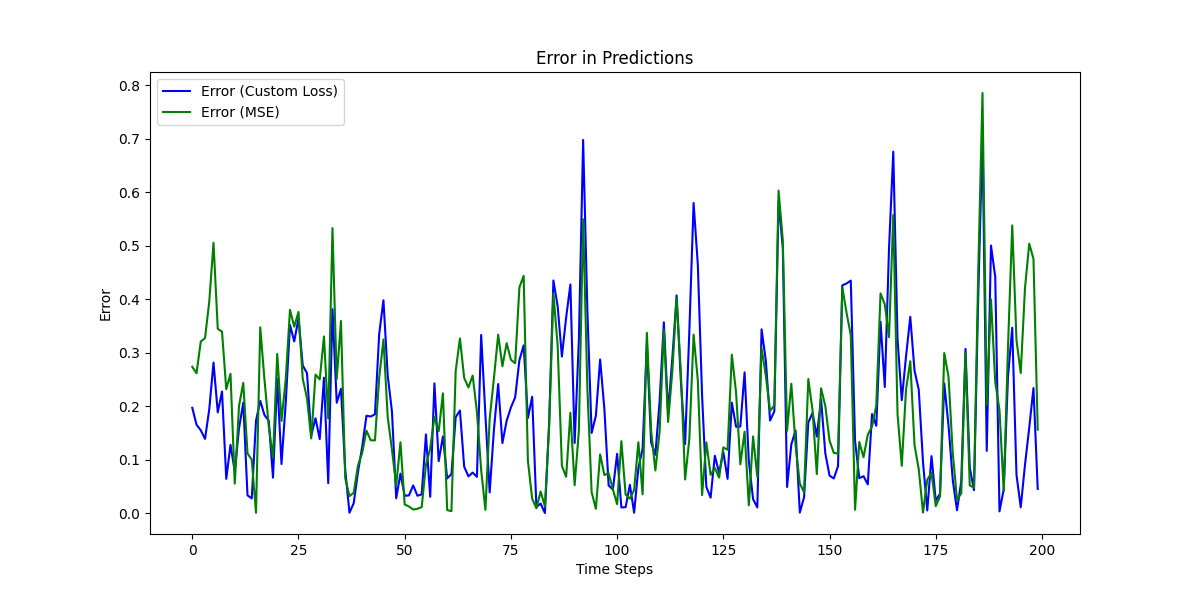 Error in Predictions
Error (Custom Loss)
Error (MSE)
0.8
0.7
0.6
0.5
0.4
0.3
0.2
0.1
0.0
Error
0 25 50 75 100 125 150 175 200
Time Steps